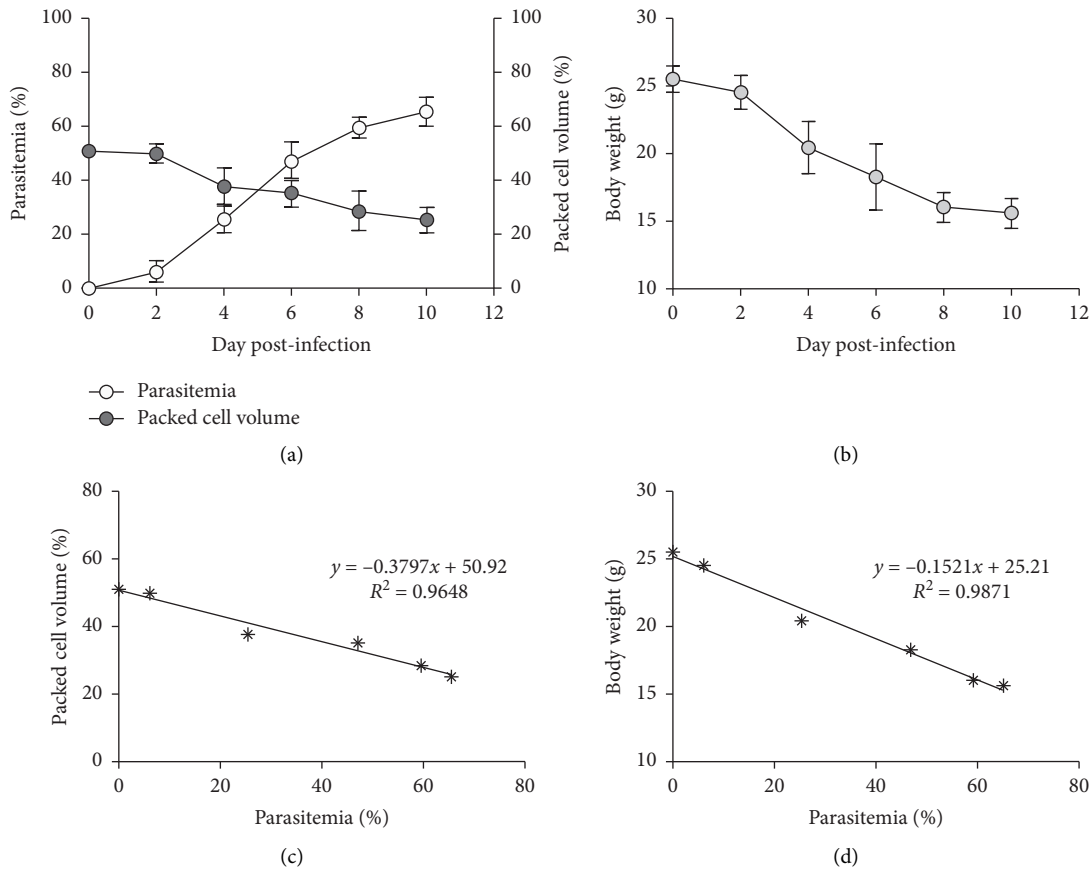 100
80
60
40
20
0
Parasitemia (%)
100
80
60
40
20
0
Packed cell volume (%)
0 2 4 6 8 10 12
Day post-infection
Parasitemia
Packed cell volume
(a)
30
25
20
15
10
Body weight (g)
0 2 4 6 8 10 12
Day post-infection
(b)
80
60
40
20
0
Packed cell volume (%)
y = –0.3797x + 50.92
R² = 0.9648
0 20 40 60 80
Parasitemia (%)
(c)
30
25
20
15
10
Body weight (g)
y = –0.1521x + 25.21
R² = 0.9871
0 20 40 60 80
Parasitemia (%)
(d)